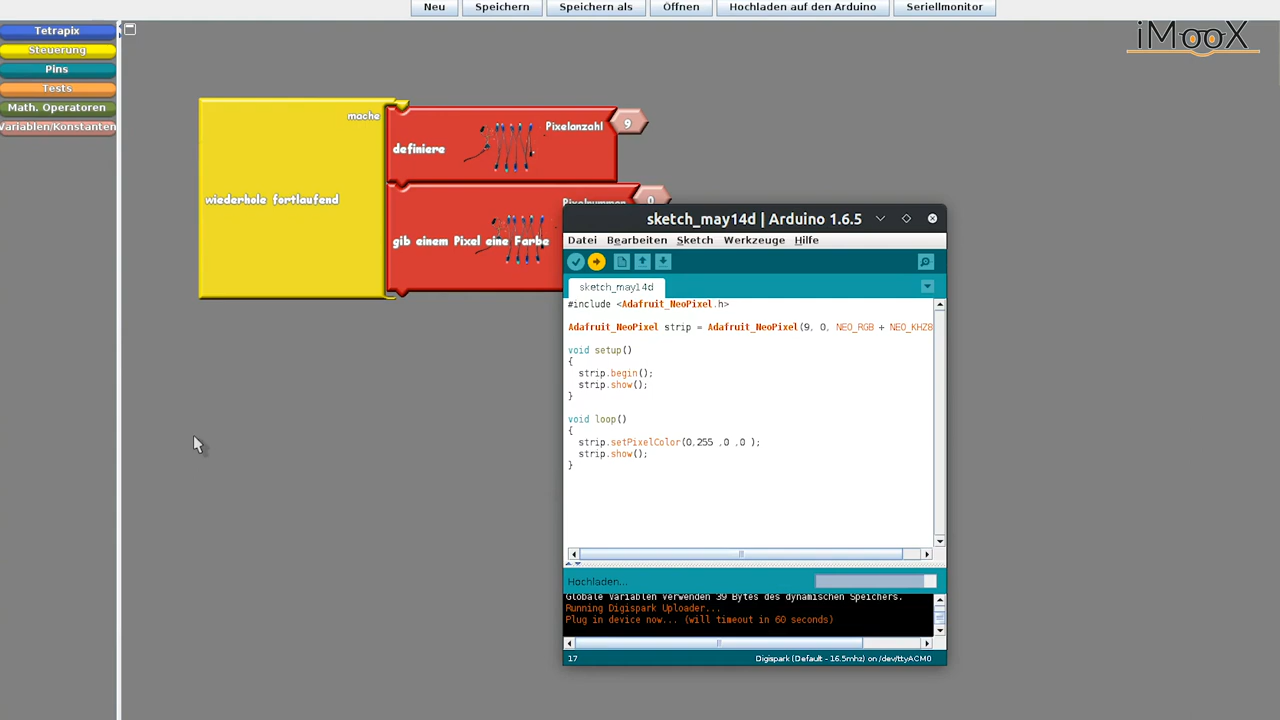 Neu
Speichern
Speichern als
Öffnen
Hochladen auf den Arduino
Seriellmonitor
iMooX
Tetrapix
Steuerung
Pins
Tests
Math. Operatoren
Variablen/Konstanten
mache
wiederhole fortlaufend
Pixelanzahl
9
definiere
0
gib einem Pixel eine Farbe
sketch_may14d | Arduino 1.6.5
Datei Bearbeiten Sketch Werkzeuge Hilfe
sketch_may14d
#include <Adafruit_NeoPixel.h>
Adafruit_NeoPixel strip = Adafruit_NeoPixel(9, 0, NEO_RGB + NEO_KHZ8
void setup()
{
strip.begin();
strip.show();
}
void loop()
{
strip.setPixelColor(0,255 ,0 ,0 );
strip.show();
}
Hochladen...
Globale Variablen verwenden 39 Bytes des dynamischen Speichers.
Running Digispark Uploader...
Plug in device now... (will timeout in 60 seconds)
17
Digispark (Default - 16.5mhz) on /dev/ttyACM0